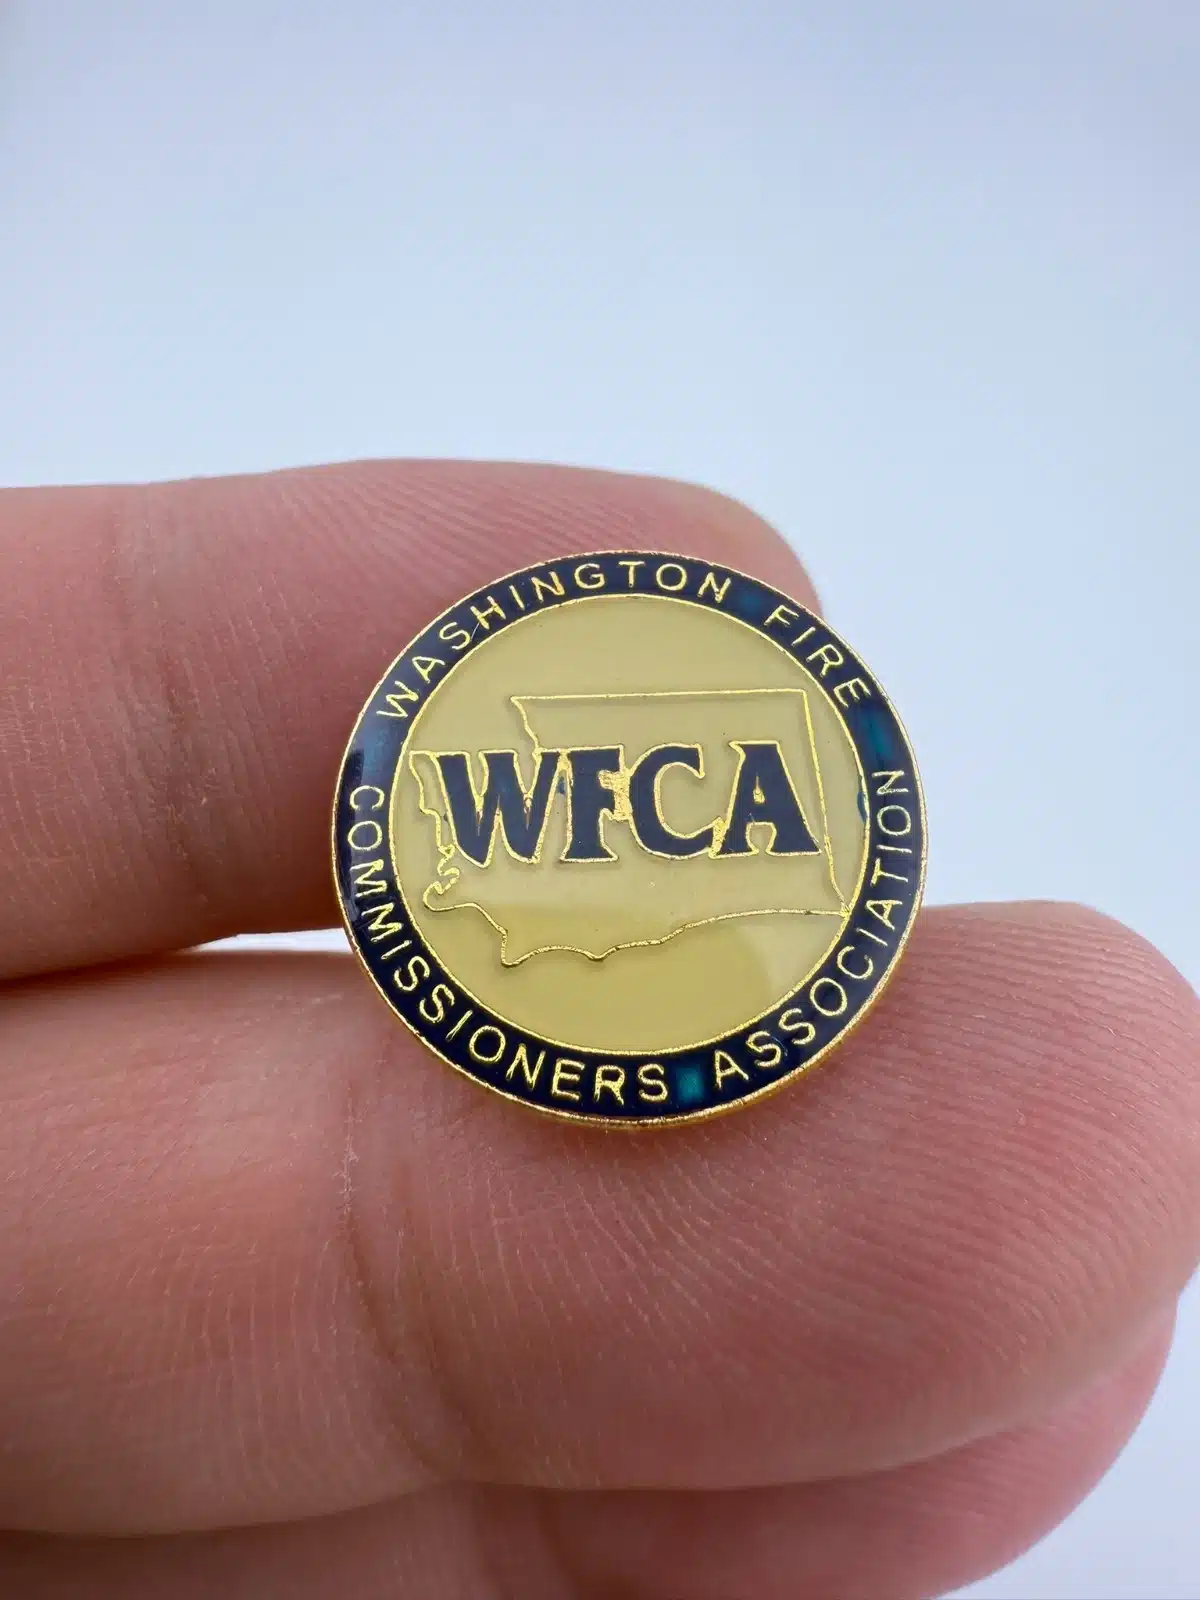 WASHINGTON FIRE
WFCA
COMMISSIONERS ASSOCIATION